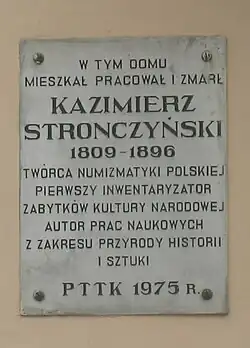 W TYM DOMU
MIESZKAŁ PRACOWAŁ I ZMARŁ
KAZIMIERZ
STRONCZYŃSKI
1809-1896
TWÓRCA NUMIZMATYKI POLSKIEJ
PIERWSZY INWENTARYZATOR
ZABYTKÓW KULTURY NARODOWEJ
AUTOR PRAC NAUKOWYCH
Z ZAKRESU PRZYRODY HISTORII
I SZTUKI
PTTK 1975 R.